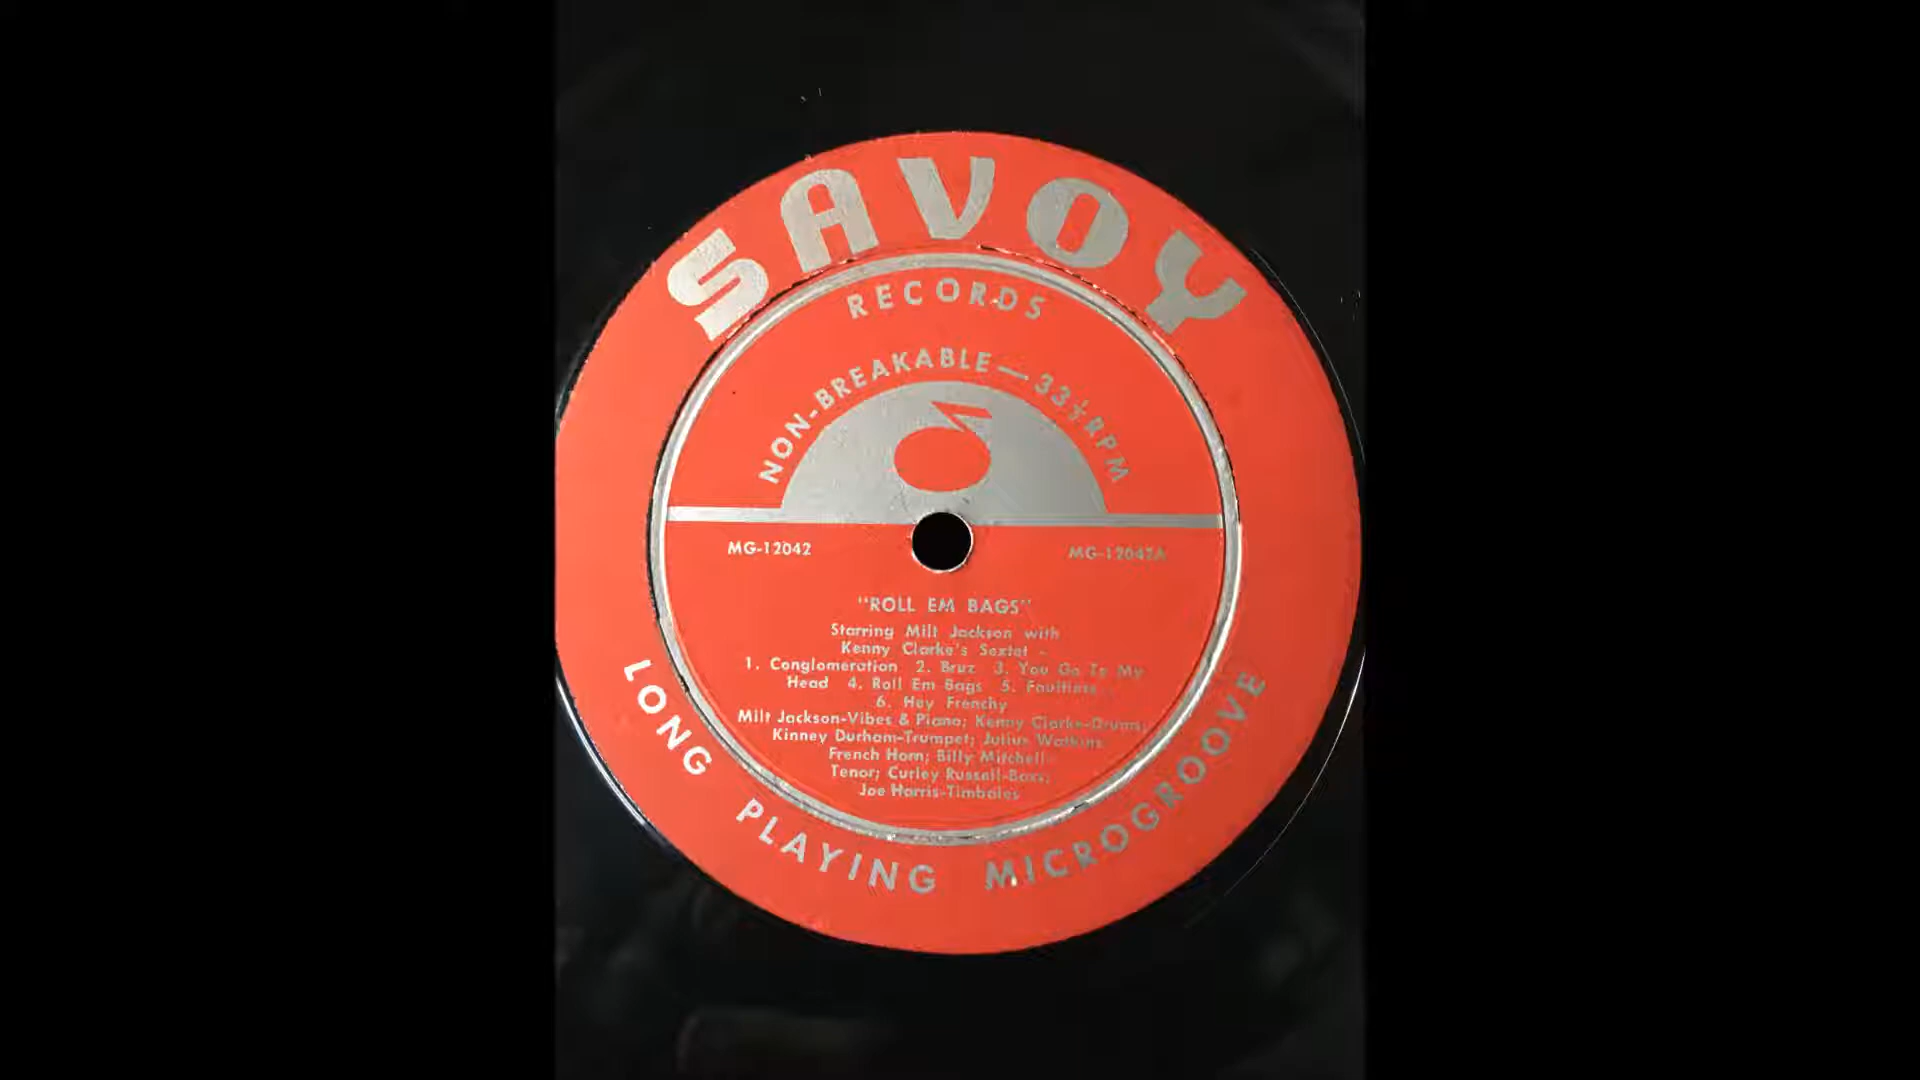 SAVOY
RECORDS
NON-BREAKABLE—33⅓RPM
MG-12042
MG-12042A
"ROLL EM BAGS"
Starring Milt Jackson with
Kenny Clarke's Sextet -
1. Conglomeration 2. Bruz 3. You Go To My
Head 4. Roll Em Bags 5. Faultless
6. Hey Frenchy
Milt Jackson-Vibes & Piano; Kenny Clarke-Drums;
Kinney Durham-Trumpet; Julius Watkins
French Horn; Billy Mitchell-
Tenor; Curley Russell-Bass;
Joe Harris-Timbales
LONG PLAYING MICROGROOVE